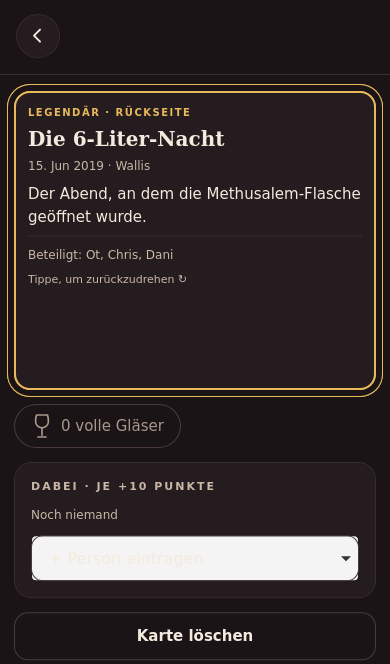 LEGENDÄR · RÜCKSEITE
Die 6-Liter-Nacht
15. Jun 2019 · Wallis
Der Abend, an dem die Methusalem-Flasche
geöffnet wurde.
Beteiligt: Ot, Chris, Dani
Tippe, um zurückzudrehen ↻
0 volle Gläser
DABEI · JE +10 PUNKTE
Noch niemand
+ Person eintragen
Karte löschen